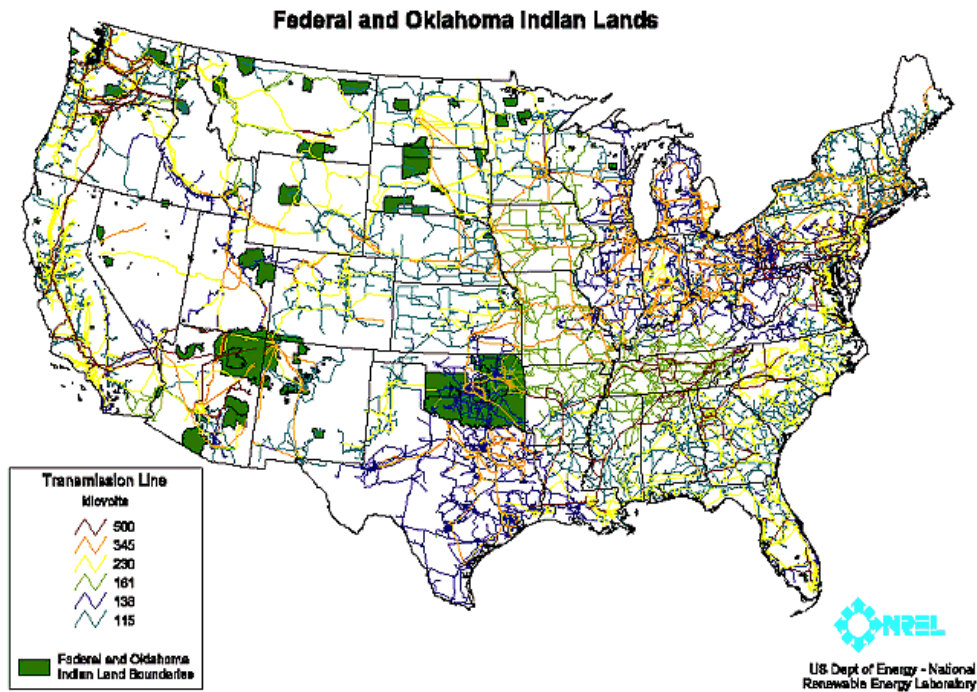 Federal and Oklahoma Indian Lands
Transmission Line
kilovolts
500
345
230
161
138
115
Federal and Oklahoma
Indian Land Boundaries
NREL
US Dept of Energy - National
Renewable Energy Laboratory